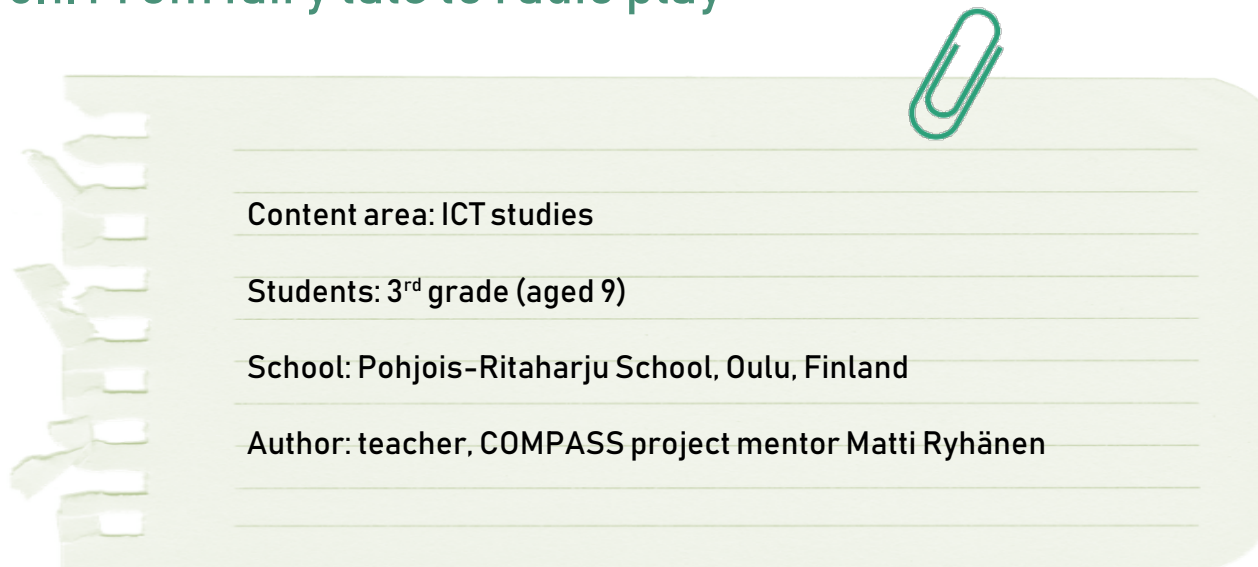 From fairy tale to radio play
Content area: ICT studies
Students: 3rd grade (aged 9)
School: Pohjois-Ritaharju School, Oulu, Finland
Author: teacher, COMPASS project mentor Matti Ryhänen